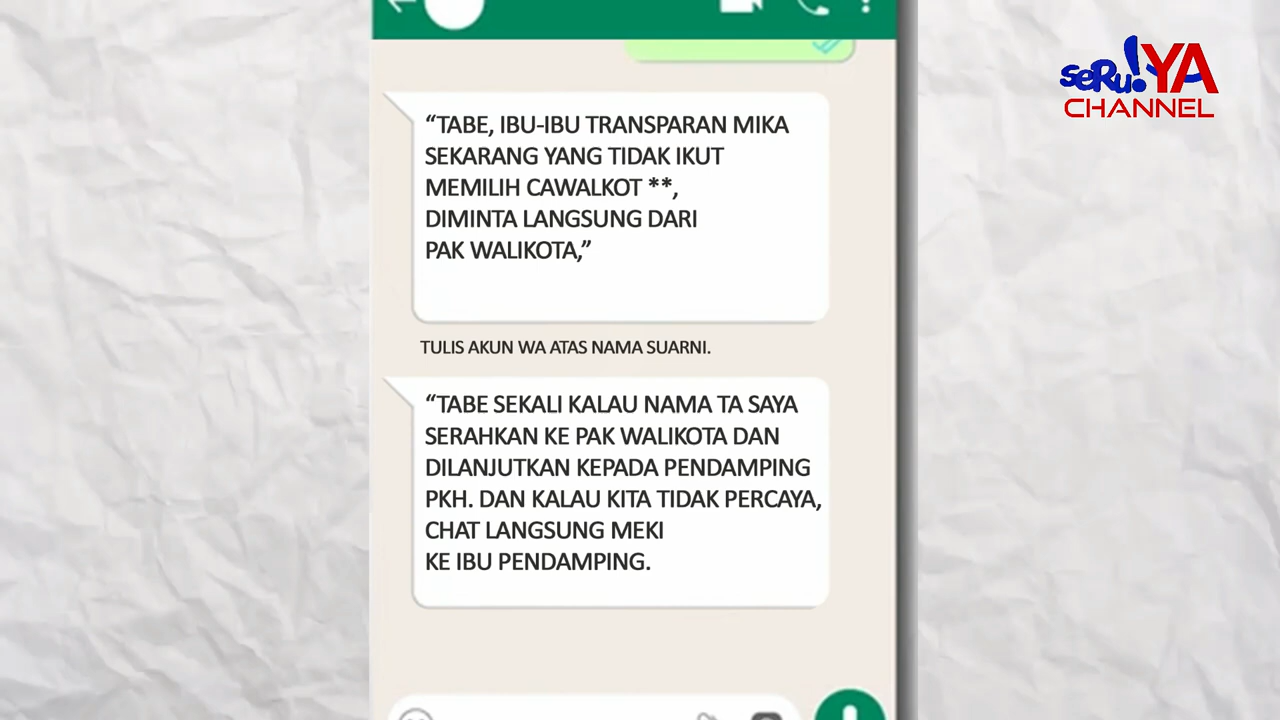 seRu!YA
CHANNEL
“TABE, IBU-IBU TRANSPARAN MIKA
SEKARANG YANG TIDAK IKUT
MEMILIH CAWALKOT **,
DIMINTA LANGSUNG DARI
PAK WALIKOTA,”
TULIS AKUN WA ATAS NAMA SUARNI.
“TABE SEKALI KALAU NAMA TA SAYA
SERAHKAN KE PAK WALIKOTA DAN
DILANJUTKAN KEPADA PENDAMPING
PKH. DAN KALAU KITA TIDAK PERCAYA,
CHAT LANGSUNG MEKI
KE IBU PENDAMPING.